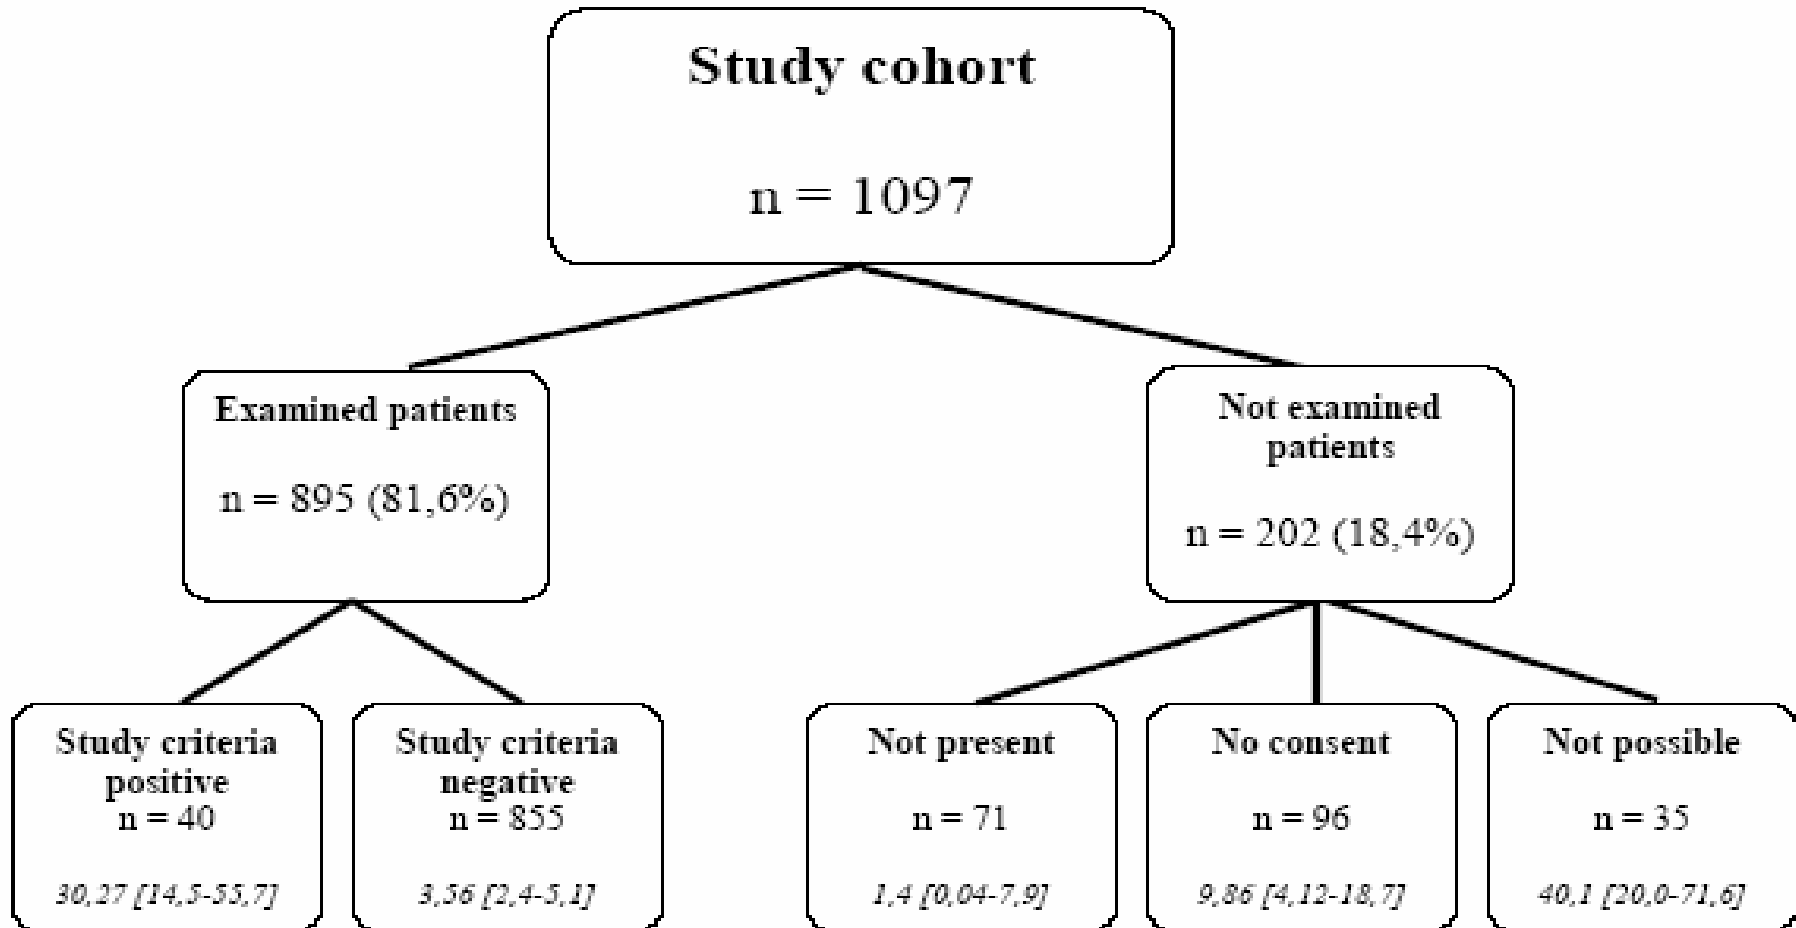 Study cohort
n = 1097
Examined patients
n = 895 (81,6%)
Not examined
patients
n = 202 (18,4%)
Study criteria
positive
n = 40
30,27 [14,5-55,7]
Study criteria
negative
n = 855
3,56 [2,4-5,1]
Not present
n = 71
1,4 [0,04-7,9]
No consent
n = 96
9,86 [4,12-18,7]
Not possible
n = 35
40,1 [20,0-71,6]